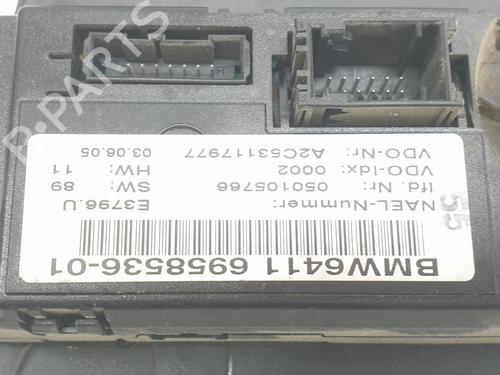 BMW6411 6958536-01
NAEL-Nummer: E3796.U
lfd. Nr: 050105766 SW: 89
VDO-Idx: 0002 HW: 11
VDO-Nr: A2C53117977 03.06.05
14
B-PARTS